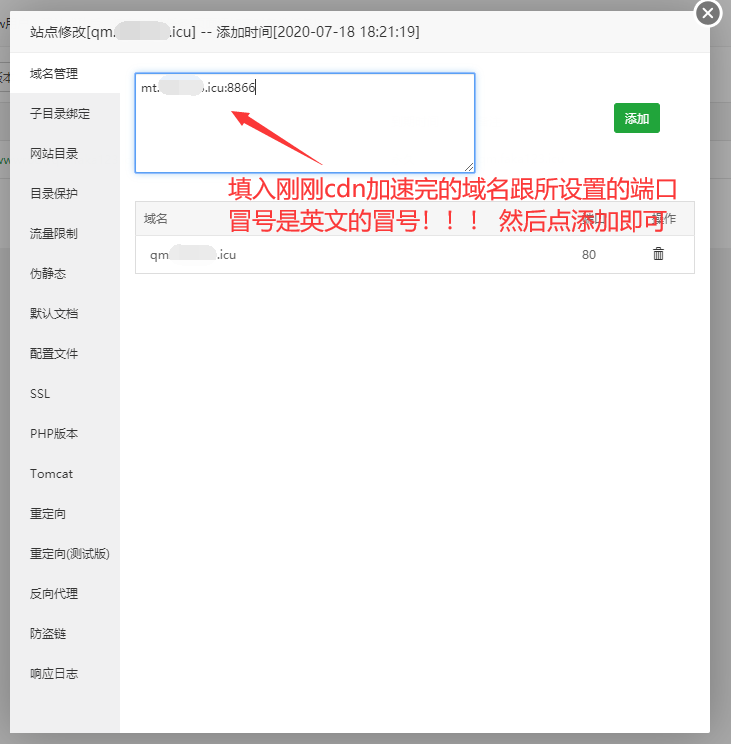 站点修改[qm. .icu] -- 添加时间[2020-07-18 18:21:19]
域名管理
子目录绑定
网站目录
目录保护
流量限制
伪静态
默认文档
配置文件
SSL
PHP版本
Tomcat
重定向
重定向(测试版)
反向代理
防盗链
响应日志
mt. .icu:8866
添加
填入刚刚cdn加速完的域名跟所设置的端口
冒号是英文的冒号！！！ 然后点添加即可
域名 操作
qm .icu 80